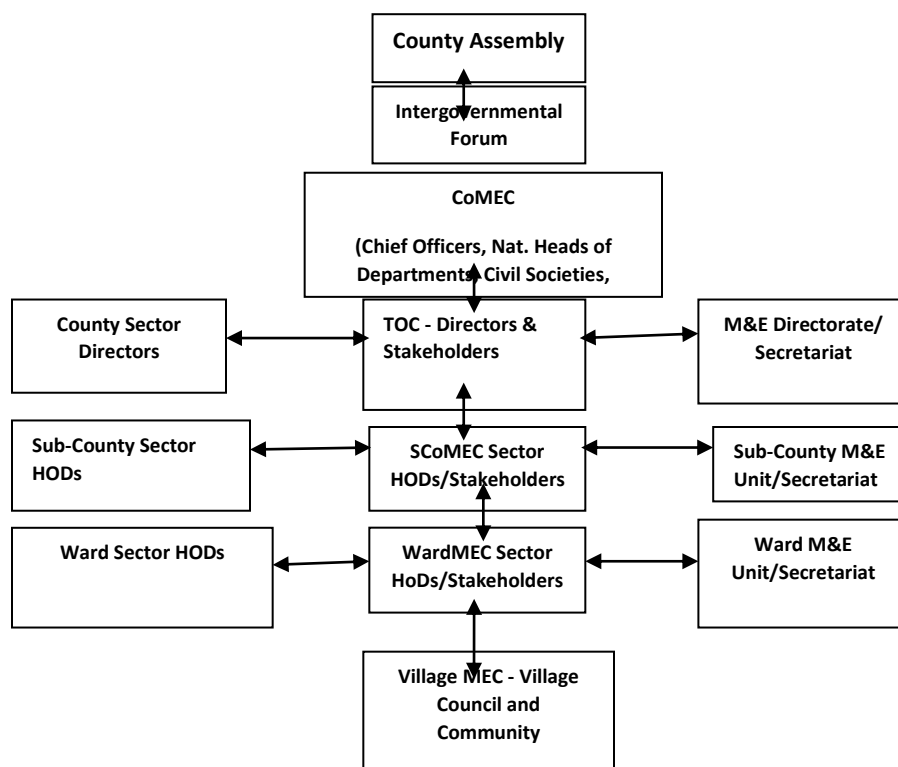 County Assembly
Intergovernmental
Forum
CoMEC
(Chief Officers, Nat. Heads of
Departments, Civil Societies,
County Sector
Directors
TOC - Directors &
Stakeholders
M&E Directorate/
Secretariat
Sub-County Sector
HODs
SCoMEC Sector
HODs/Stakeholders
Sub-County M&E
Unit/Secretariat
Ward Sector HODs
WardMEC Sector
HoDs/Stakeholders
Ward M&E
Unit/Secretariat
Village MEC - Village
Council and
Community